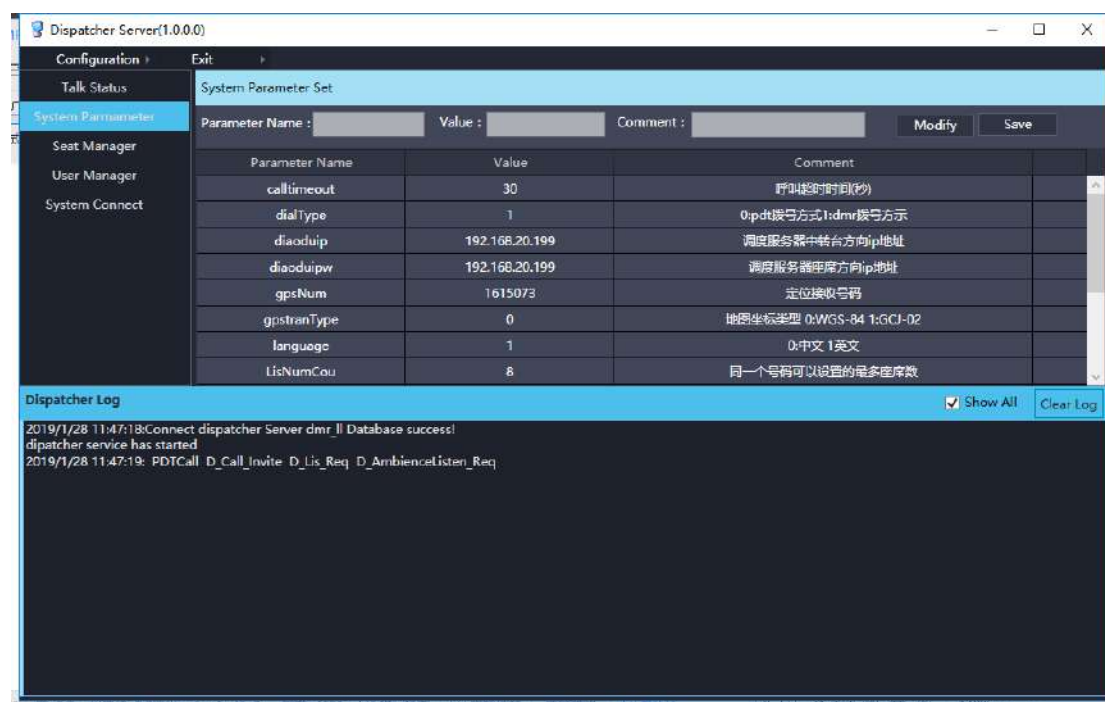 Dispatcher Server(1.0.0.0)
Configuration Exit
Talk Status
System Parmameter
Seat Manager
User Manager
System Connect
System Parameter Set
Parameter Name : Value : Comment : Modify Save
Parameter Name Value Comment
calltimeout 30 呼叫超时时间(秒)
dialType 1 0:pdt拨号方式1:dmr拨号方示
diaoduip 192.168.20.199 调度服务器中转台方向ip地址
diaoduipw 192.168.20.199 调度服务器座席方向ip地址
gpsNum 1615073 定位接收号码
gpstranType 0 地图坐标类型 0:WGS-84 1:GCJ-02
language 1 0:中文 1英文
LisNumCou 8 同一个号码可以设置的最多座席数
Dispatcher Log Show All Clear Log
2019/1/28 11:47:18:Connect dispatcher Server dmr_ll Database success!
dipatcher service has started
2019/1/28 11:47:19: PDTCall D_Call_Invite D_Lis_Req D_AmbienceListen_Req